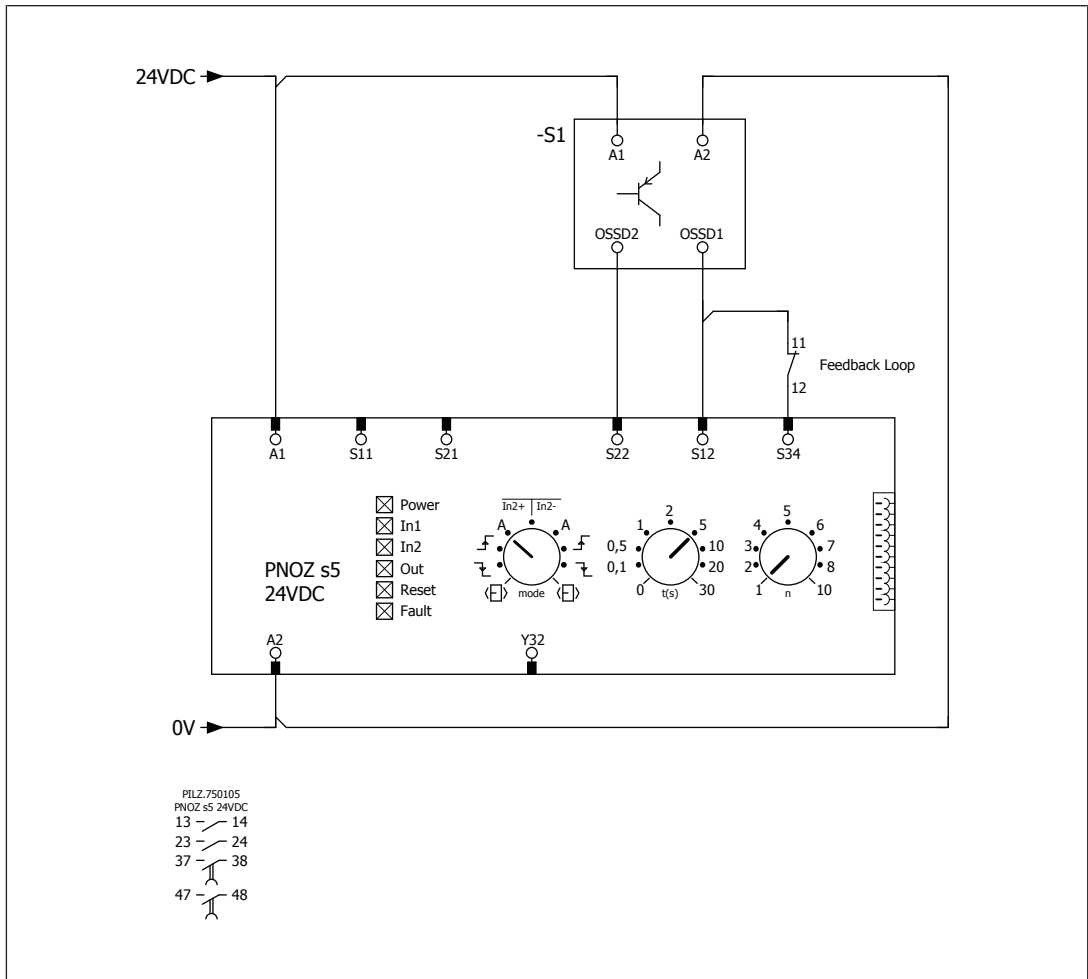 24VDC
-S1
A1 A2
OSSD2 OSSD1
11
Feedback Loop
12
A1 S11 S21 S22 S12 S34
Power
In1
In2
Out
Reset
Fault
PNOZ s5
24VDC
In2+ In2-
A A
mode
2
1 5
0,5 10
0,1 20
0 t(s) 30
5
4 6
3 7
2 8
1 n 10
A2 Y32
0V
PILZ.750105
PNOZ s5 24VDC
13 14
23 24
37 38
47 48